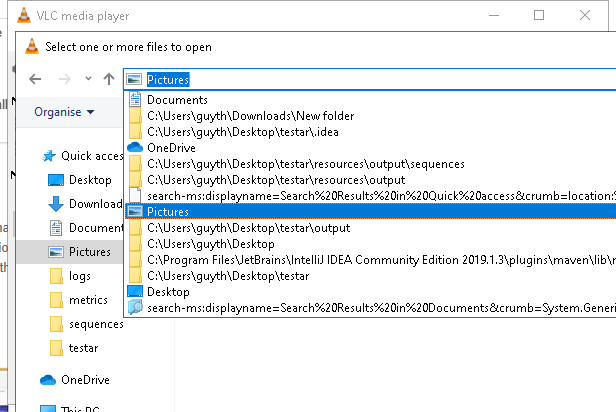 VLC media player
Select one or more files to open
Pictures
Organise
Documents
C:\Users\guyth\Downloads\New folder
C:\Users\guyth\Desktop\testar\.idea
OneDrive
C:\Users\guyth\Desktop\testar\resources\output\sequences
C:\Users\guyth\Desktop\testar\resources\output
search-ms:displayname=Search%20Results%20in%20Quick%20access&crumb=location:
Pictures
C:\Users\guyth\Desktop\testar\output
C:\Users\guyth\Desktop
C:\Program Files\JetBrains\IntelliJ IDEA Community Edition 2019.1.3\plugins\maven\lib\
C:\Users\guyth\Desktop\testar
Desktop
search-ms:displayname=Search%20Results%20in%20Documents&crumb=System.Generi
Quick acces
Desktop
Download
Document
Pictures
logs
metrics
sequences
testar
OneDrive
This PC